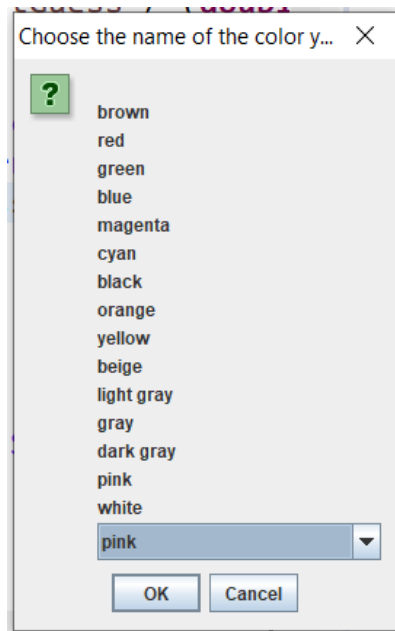 Choose the name of the color y...
?
brown
red
green
blue
magenta
cyan
black
orange
yellow
beige
light gray
gray
dark gray
pink
white
pink
OK Cancel